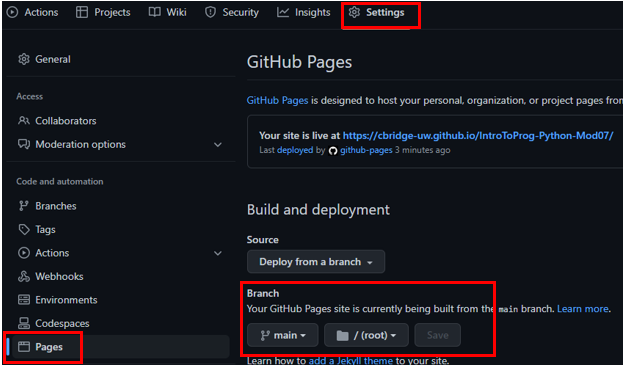 Actions Projects Wiki Security Insights Settings
General
Access
Collaborators
Moderation options
Code and automation
Branches
Tags
Actions
Webhooks
Environments
Codespaces
Pages
GitHub Pages
GitHub Pages is designed to host your personal, organization, or project pages from
Your site is live at https://cbridge-uw.github.io/IntroToProg-Python-Mod07/
Last deployed by github-pages 3 minutes ago
Build and deployment
Source
Deploy from a branch
Branch
Your GitHub Pages site is currently being built from the main branch. Learn more.
main / (root) Save
Learn how to add a Jekyll theme to your site.